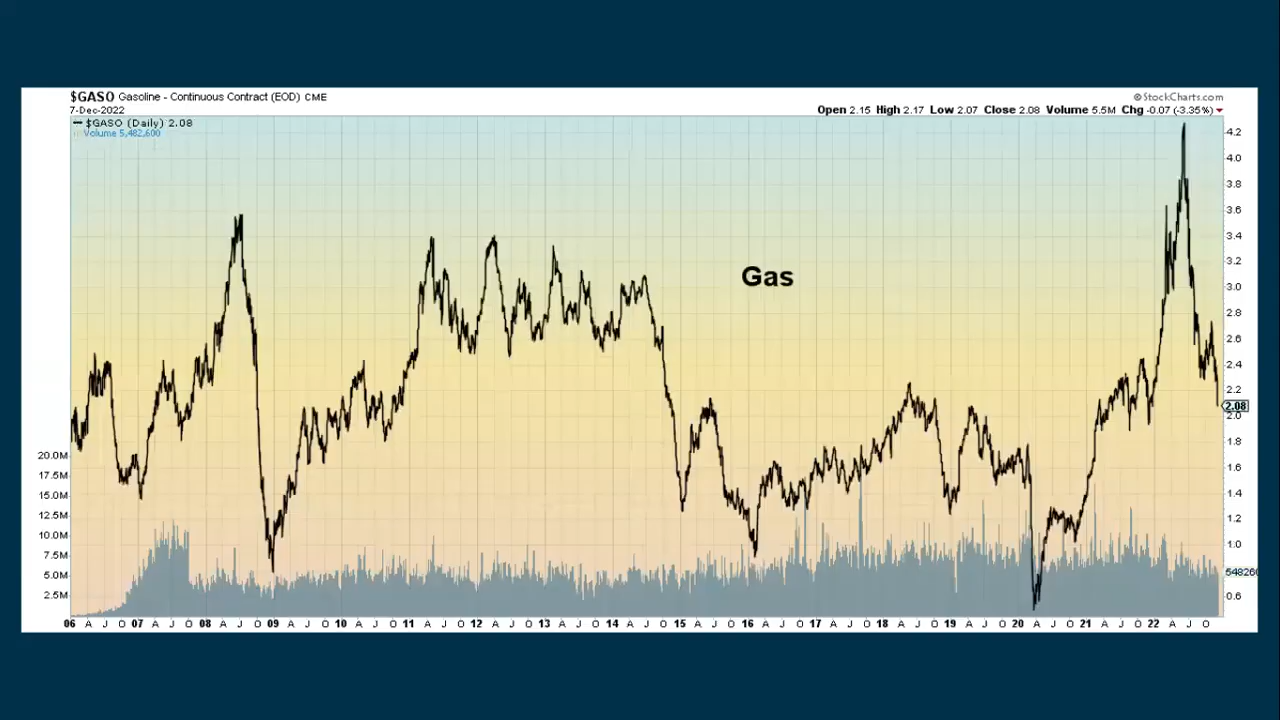 $GASO Gasoline - Continuous Contract (EOD) CME
© StockCharts.com
7-Dec-2022
Open 2.15 High 2.17 Low 2.07 Close 2.08 Volume 5.5M Chg -0.07 (-3.35%)
$GASO (Daily) 2.08
Volume 5,482,600
Gas
4.2
4.0
3.8
3.6
3.4
3.2
3.0
2.8
2.6
2.4
2.2
2.08
2.0
1.8
1.6
1.4
1.2
1.0
548260
0.6
20.0M
17.5M
15.0M
12.5M
10.0M
7.5M
5.0M
2.5M
06 A J O 07 A J O 08 A J O 09 A J O 10 A J O 11 A J O 12 A J O 13 A J O 14 A J O 15 A J O 16 A J O 17 A J O 18 A J O 19 A J O 20 A J O 21 A J O 22 A J O